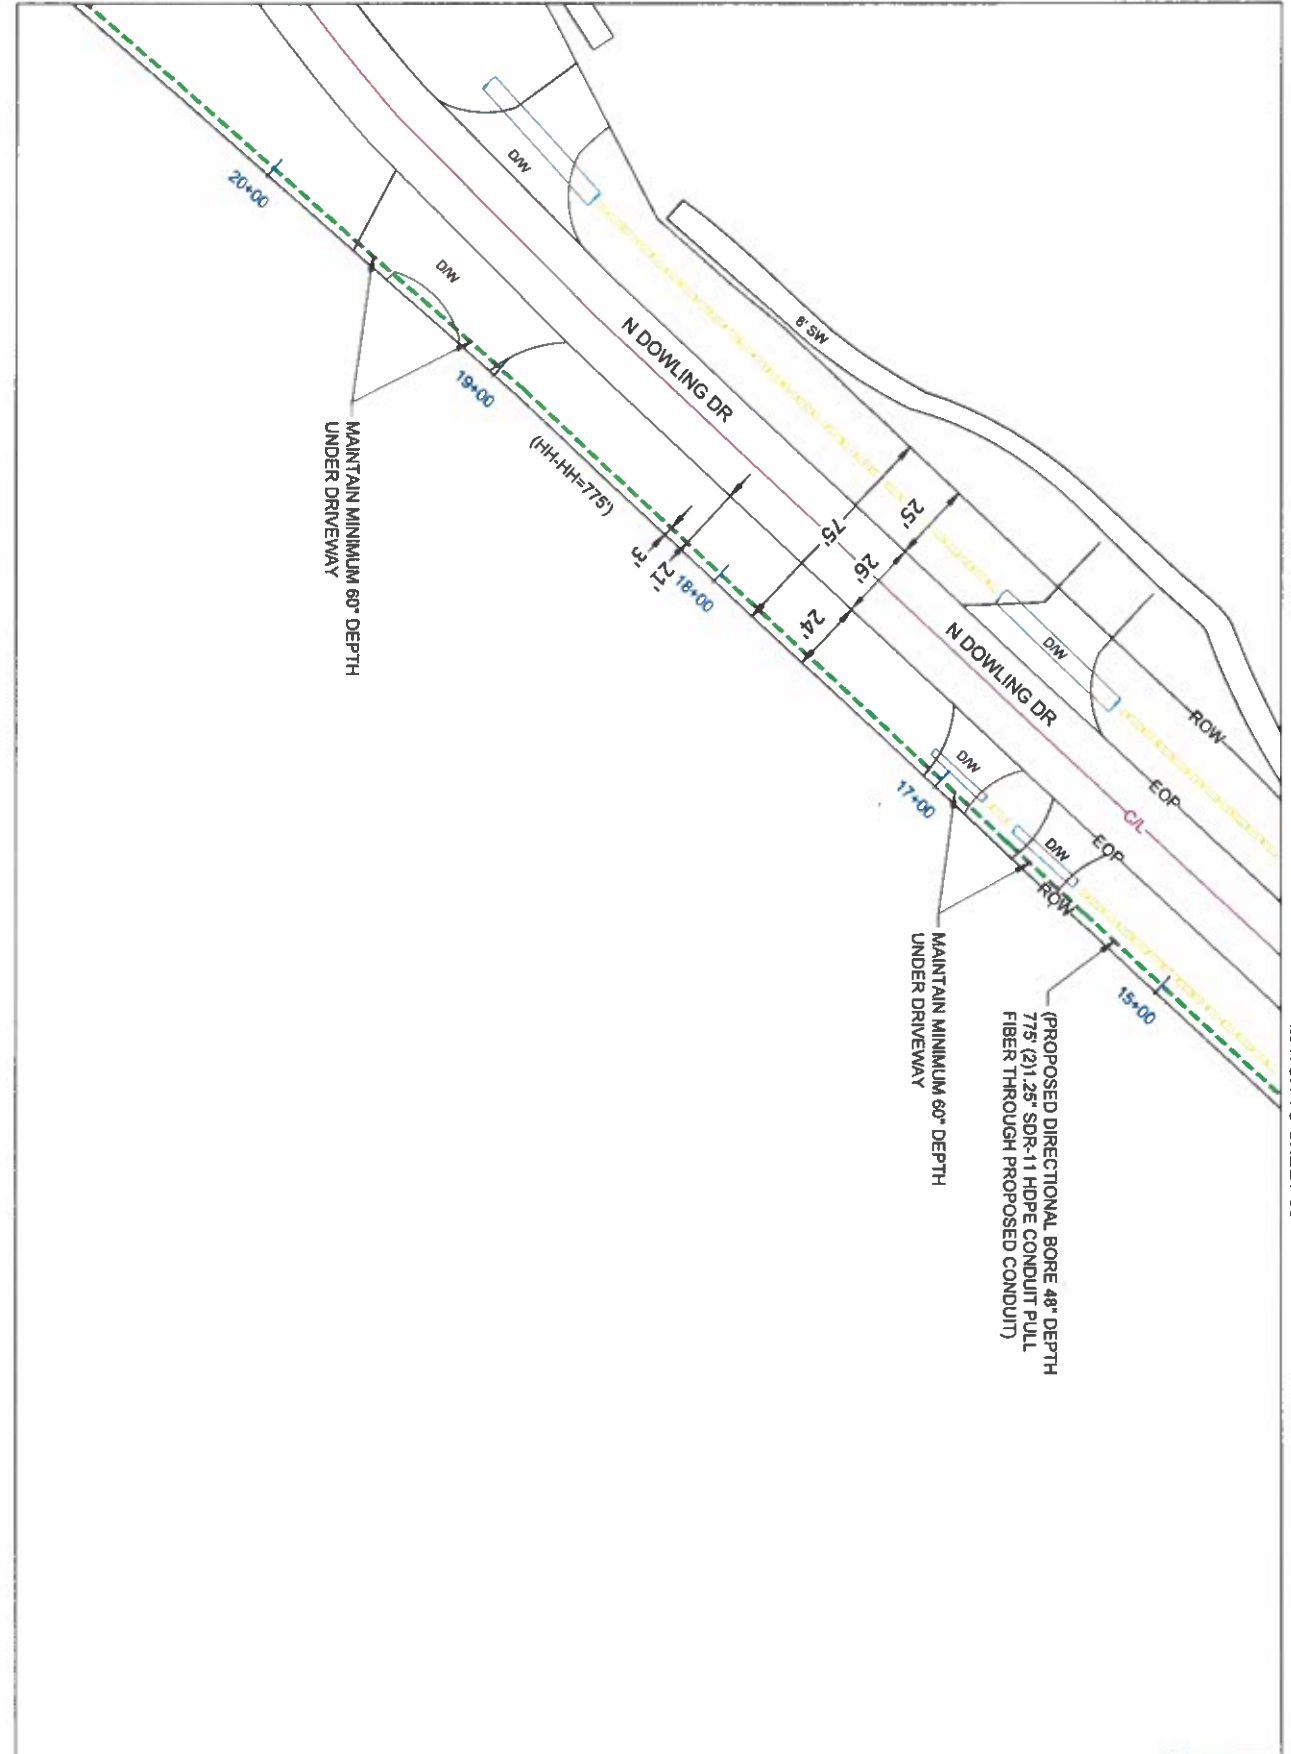 20+00
D/W
D/W
8' SW
N DOWLING DR
19+00
(HH-HH=775')
MAINTAIN MINIMUM 60" DEPTH
UNDER DRIVEWAY
25'
75'
26'
24'
3'
21'
18+00
N DOWLING DR
D/W
ROW
EOP
C/L
EOP
D/W
D/W
ROW
17+00
15+00
MAINTAIN MINIMUM 60" DEPTH
UNDER DRIVEWAY
(PROPOSED DIRECTIONAL BORE 48" DEPTH
775' (2)1.25" SDR-11 HDPE CONDUIT PULL
FIBER THROUGH PROPOSED CONDUIT)